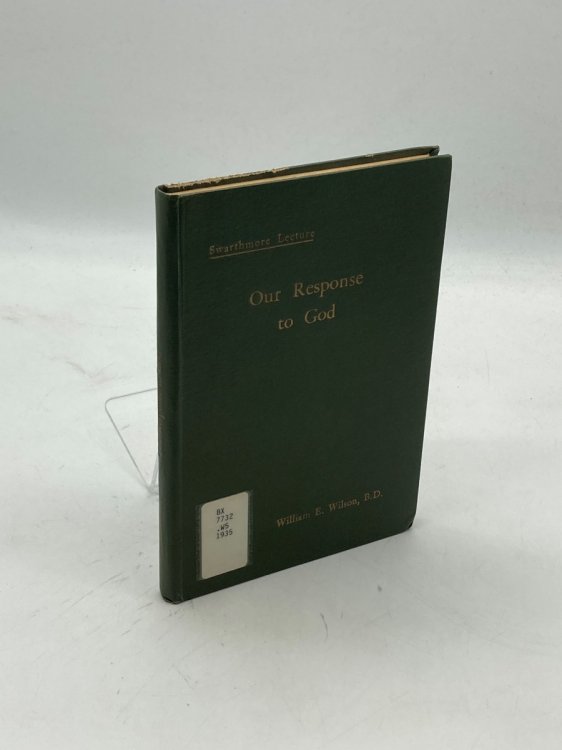 Swarthmore Lecture
Our Response
to God
William E. Wilson, B.D.
BX
7732
.W5
1935